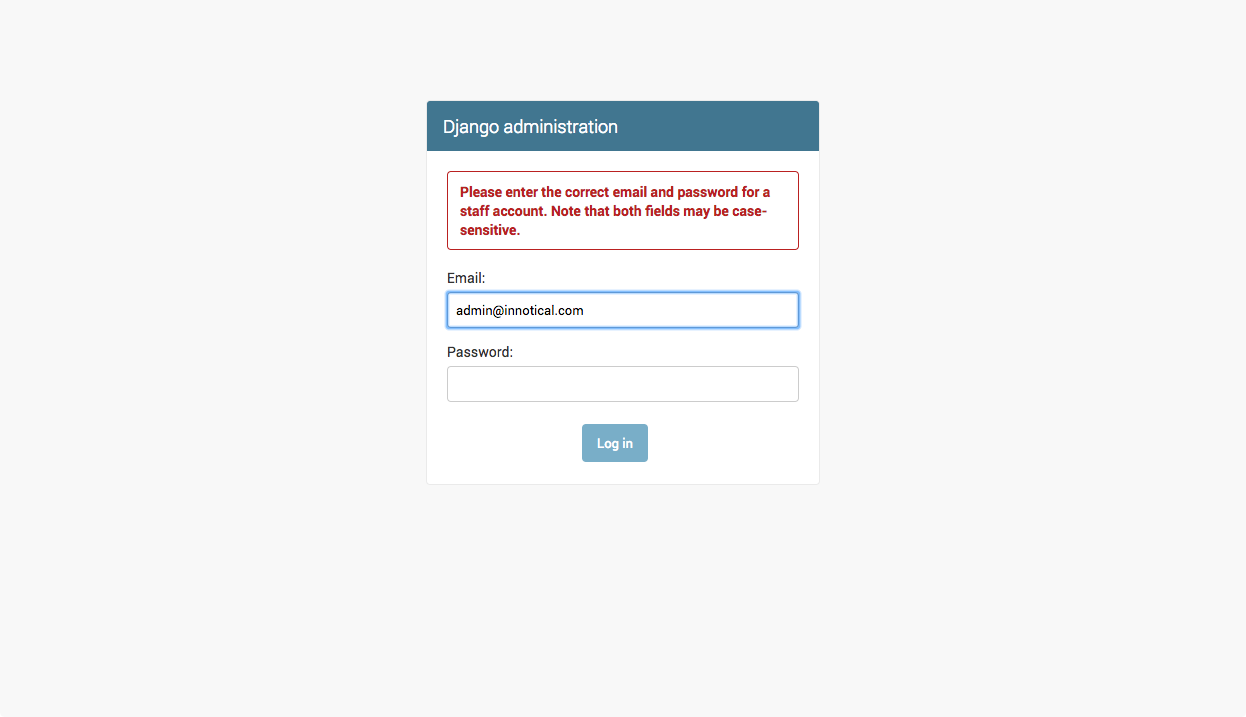 Django administration
Please enter the correct email and password for a
staff account. Note that both fields may be case-
sensitive.
Email:
admin@innotical.com
Password:
Log in